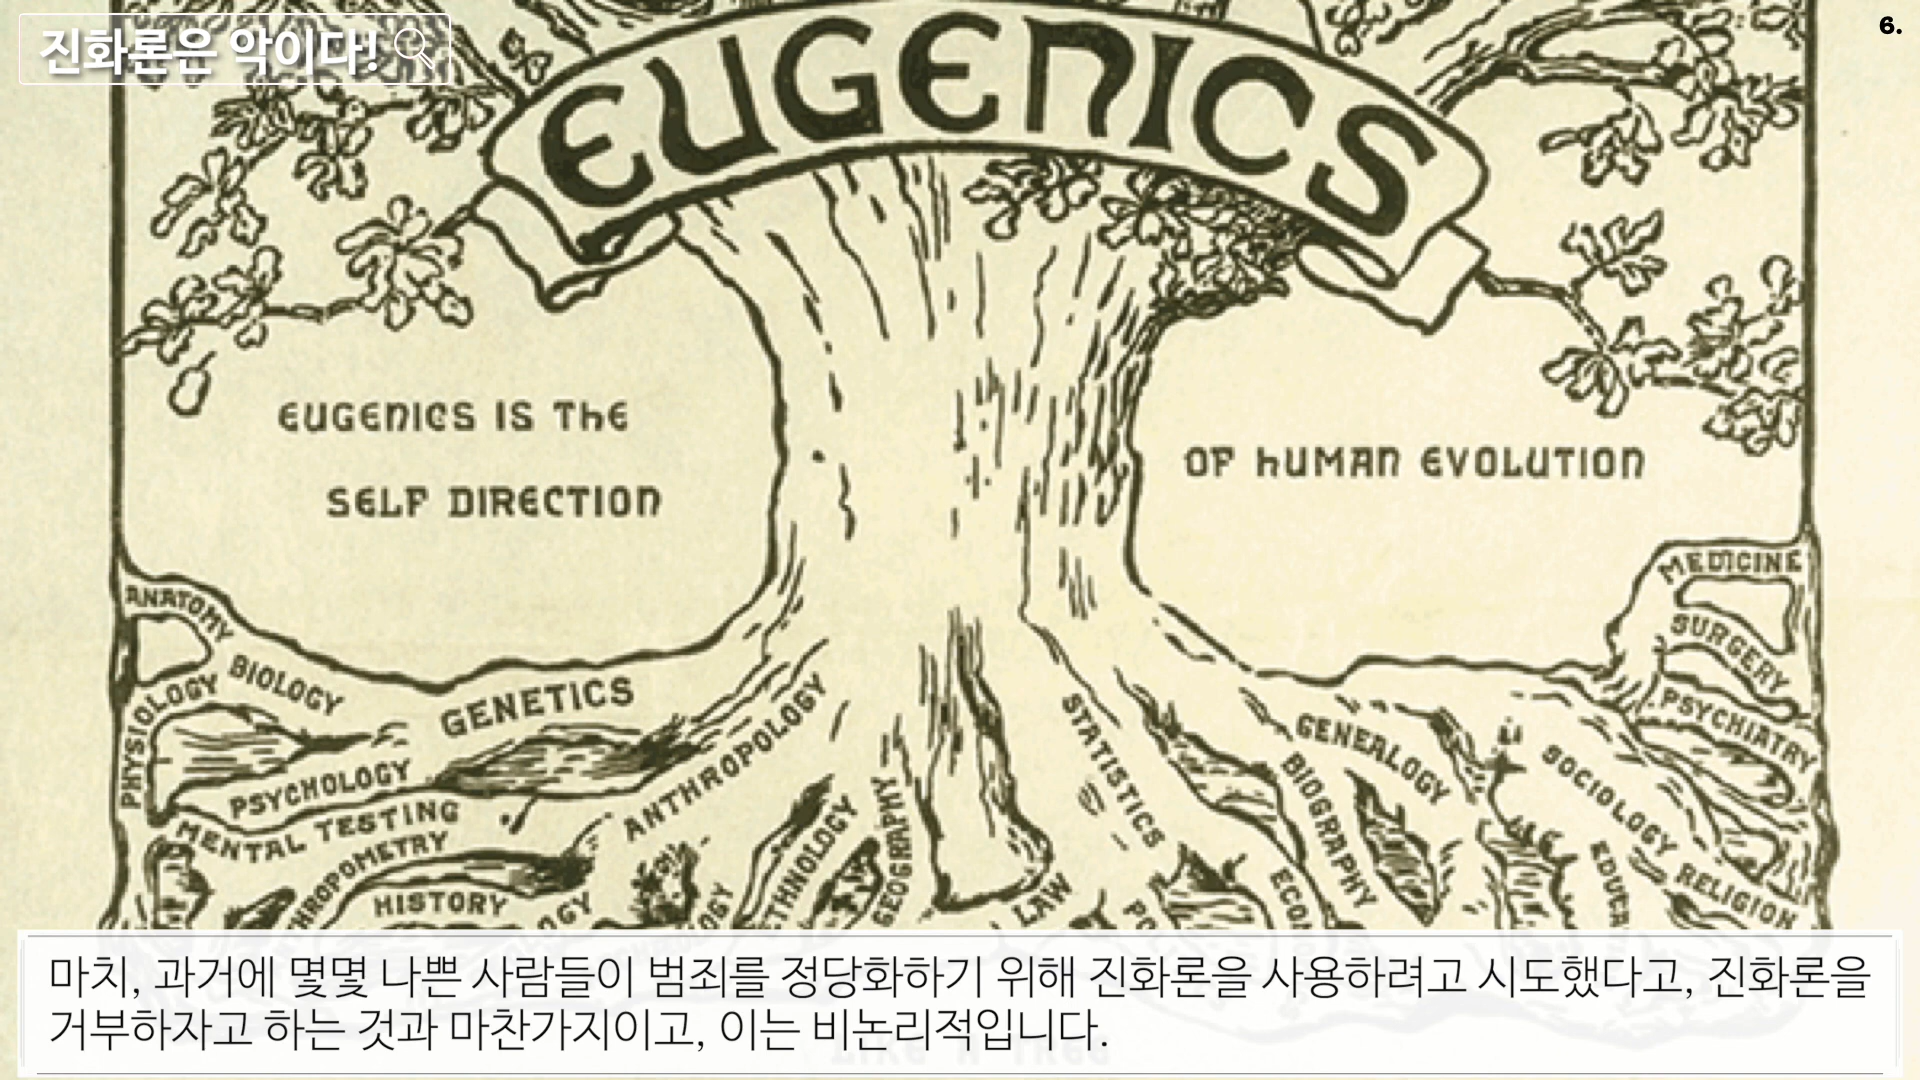 진화론은 악이다!
6.
EUGENICS
EUGENICS IS THE
SELF DIRECTION
OF HUMAN EVOLUTION
ANATOMY
BIOLOGY
PHYSIOLOGY
GENETICS
PSYCHOLOGY
MENTAL TESTING
ANTHROPOLOGY
HISTORY
ETHNOLOGY
GEOGRAPHY
LAW
STATISTICS
GENEALOGY
BIOGRAPHY
SOCIOLOGY
RELIGION
MEDICINE
SURGERY
PSYCHIATRY
마치, 과거에 몇몇 나쁜 사람들이 범죄를 정당화하기 위해 진화론을 사용하려고 시도했다고, 진화론을
거부하자고 하는 것과 마찬가지이고, 이는 비논리적입니다.